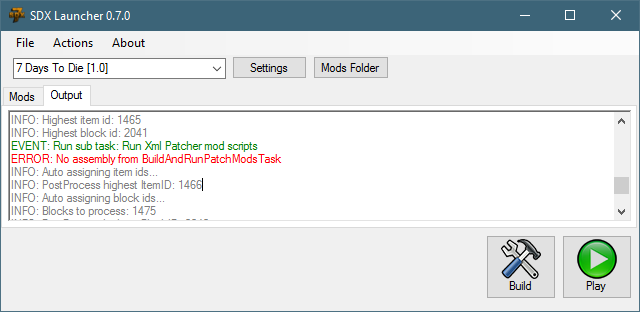 SDX Launcher 0.7.0
File Actions About
7 Days To Die [1.0] Settings Mods Folder
Mods Output
INFO: Highest item id: 1465
INFO: Highest block id: 2041
EVENT: Run sub task: Run Xml Patcher mod scripts
ERROR: No assembly from BuildAndRunPatchModsTask
INFO: Auto assigning item ids...
INFO: PostProcess highest ItemID: 1466
INFO: Auto assigning block ids...
INFO: Blocks to process: 1475
Build Play